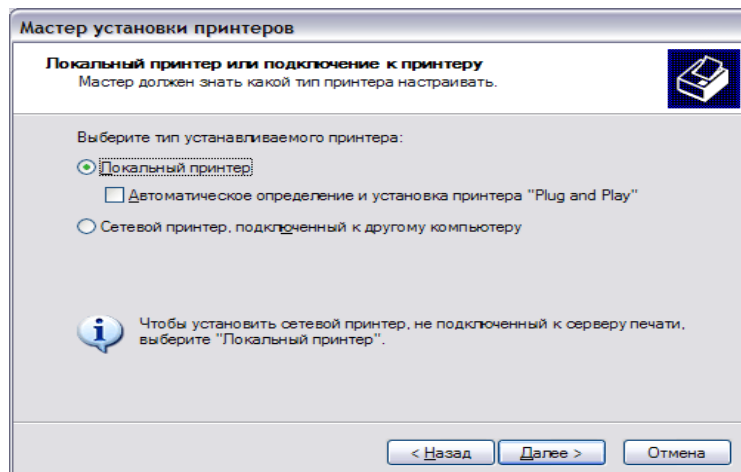 Мастер установки принтеров
Локальный принтер или подключение к принтеру
Мастер должен знать какой тип принтера настраивать.
Выберите тип устанавливаемого принтера:
Локальный принтер
Автоматическое определение и установка принтера "Plug and Play"
Сетевой принтер, подключенный к другому компьютеру
Чтобы установить сетевой принтер, не подключенный к серверу печати,
выберите "Локальный принтер".
< Назад Далее > Отмена